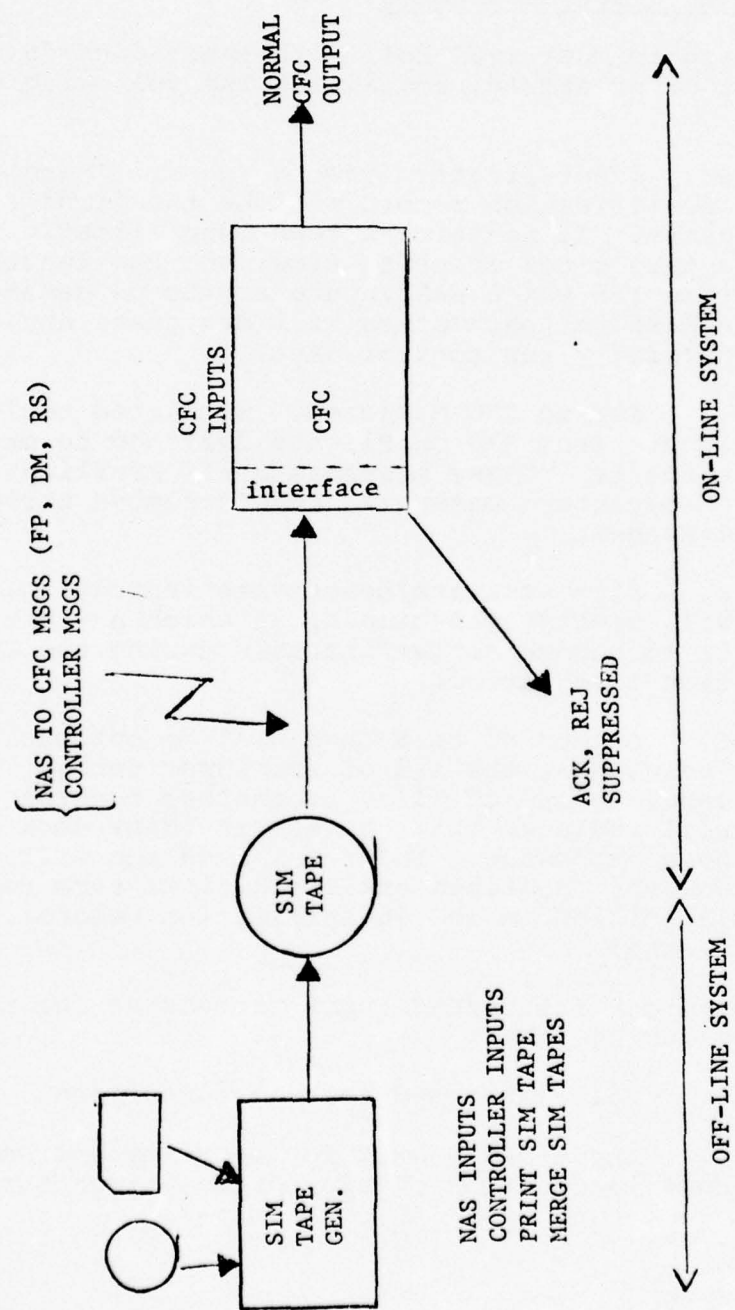 NAS TO CFC MSGS (FP, DM, RS)
CONTROLLER MSGS
SIM
TAPE
GEN.
SIM
TAPE
interface
CFC
INPUTS
CFC
NORMAL
CFC
OUTPUT
ACK, REJ
SUPPRESSED
NAS INPUTS
CONTROLLER INPUTS
PRINT SIM TAPE
MERGE SIM TAPES
OFF-LINE SYSTEM
ON-LINE SYSTEM